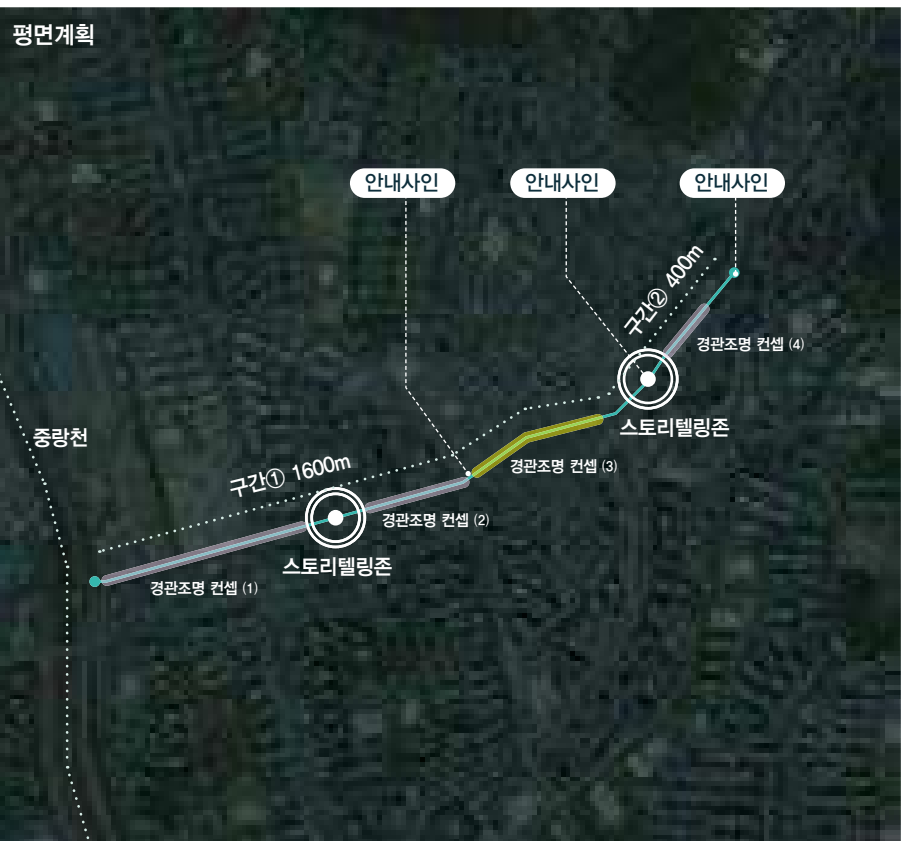 평면계획
안내사인
안내사인
안내사인
구간② 400m
경관조명 컨셉 (4)
스토리텔링존
중랑천
구간① 1600m
경관조명 컨셉 (3)
경관조명 컨셉 (2)
스토리텔링존
경관조명 컨셉 (1)